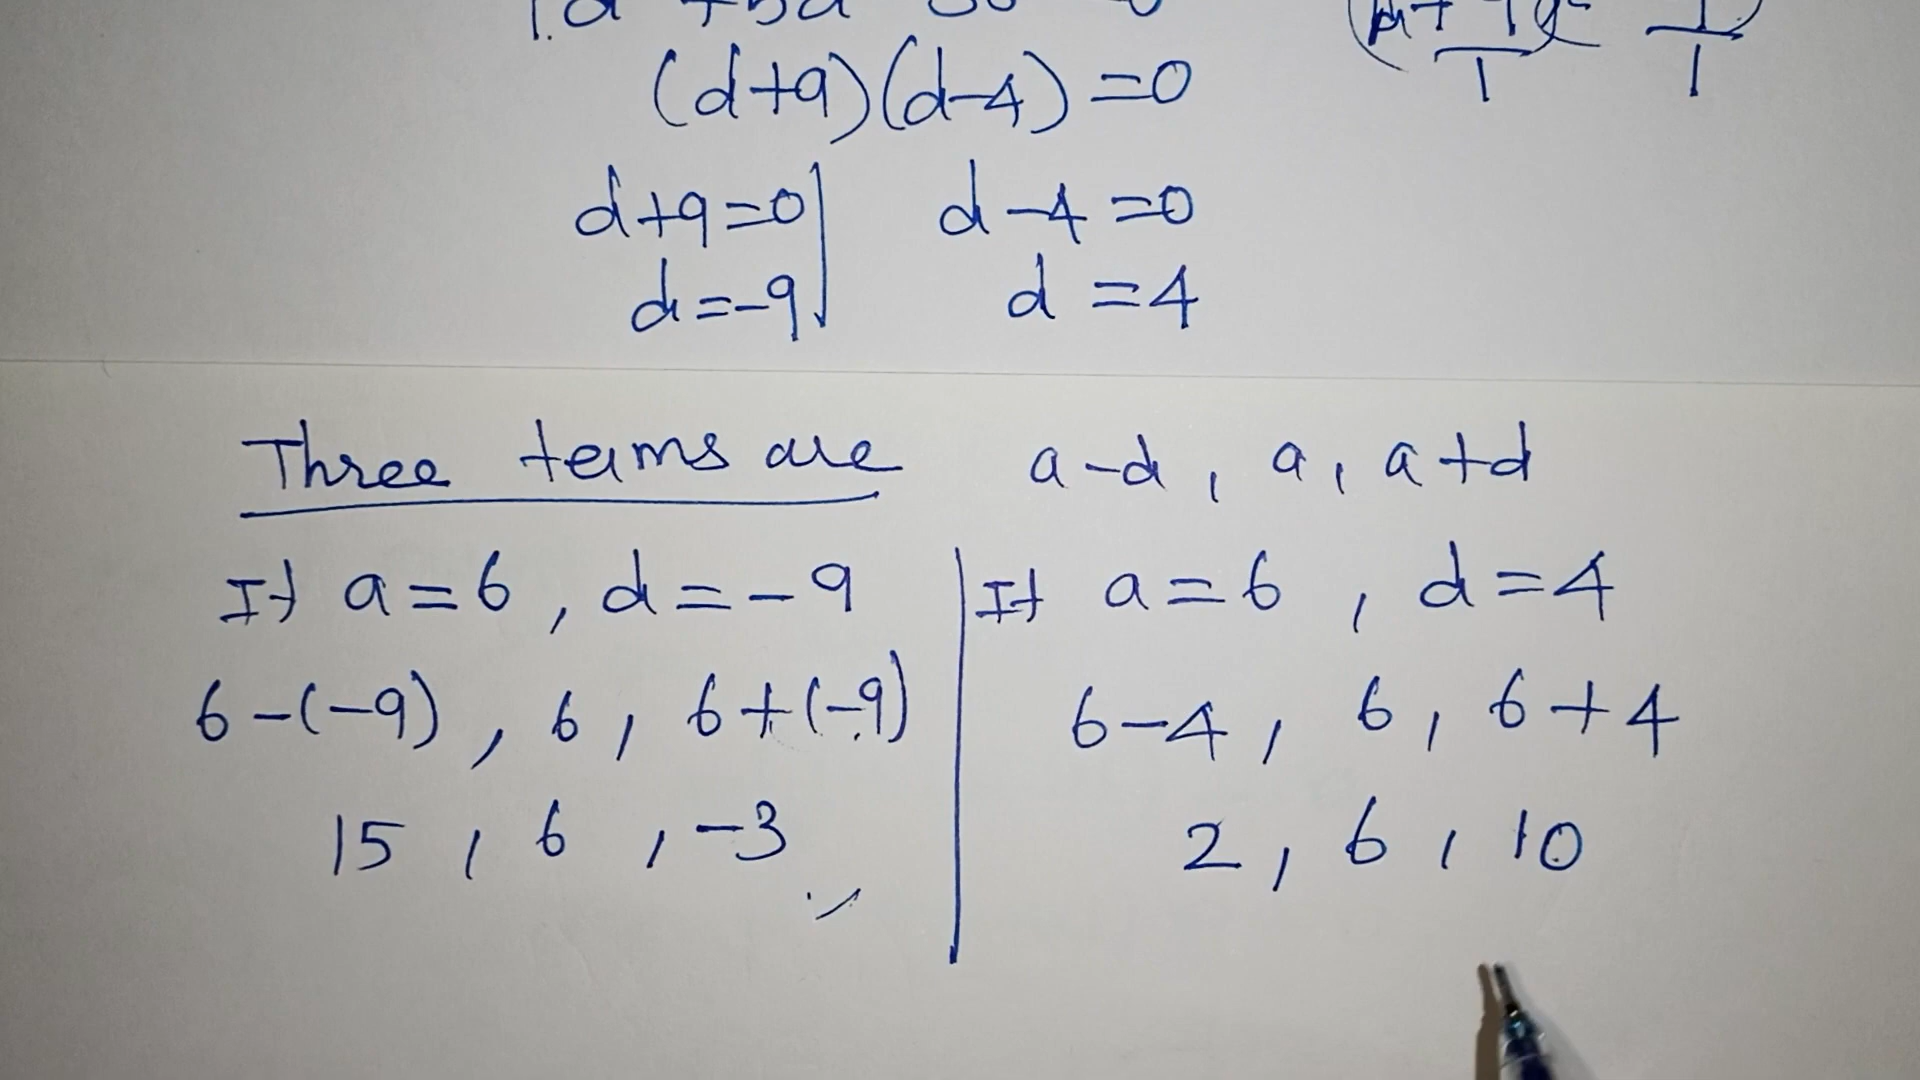 (d+9)(d-4)=0
d+9=0 d-4=0
d=-9 d=4
Three terms are a-d, a, a+d
If a=6, d=-9 If a=6, d=4
6-(-9), 6, 6+(-9) 6-4, 6, 6+4
15, 6, -3 2, 6, 10